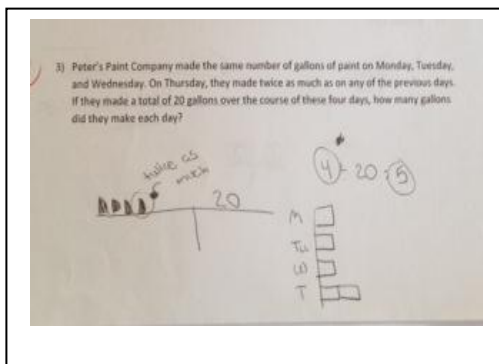 3) Peter's Paint Company made the same number of gallons of paint on Monday, Tuesday,
and Wednesday. On Thursday, they made twice as much as on any of the previous days.
If they made a total of 20 gallons over the course of these four days, how many gallons
did they make each day?
twice as
much
20
4 20 5
M
Tu
W
T